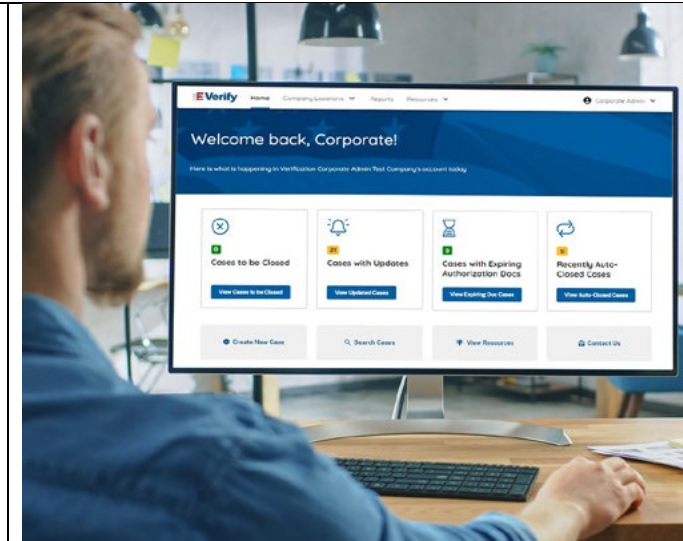 E-Verify Home Company Locations Reports Resources Corporate Admin
Welcome back, Corporate!
Here is what is happening in Verification Corporate Admin Test Company's account today
0
Cases to be Closed
View Cases to be Closed
21
Cases with Updates
View Updated Cases
Cases with Expiring
Authorization Docs
View Expiring Doc Cases
Recently Auto-
Closed Cases
View Auto-Closed Cases
Create New Case
Search Cases
View Resources
Contact Us